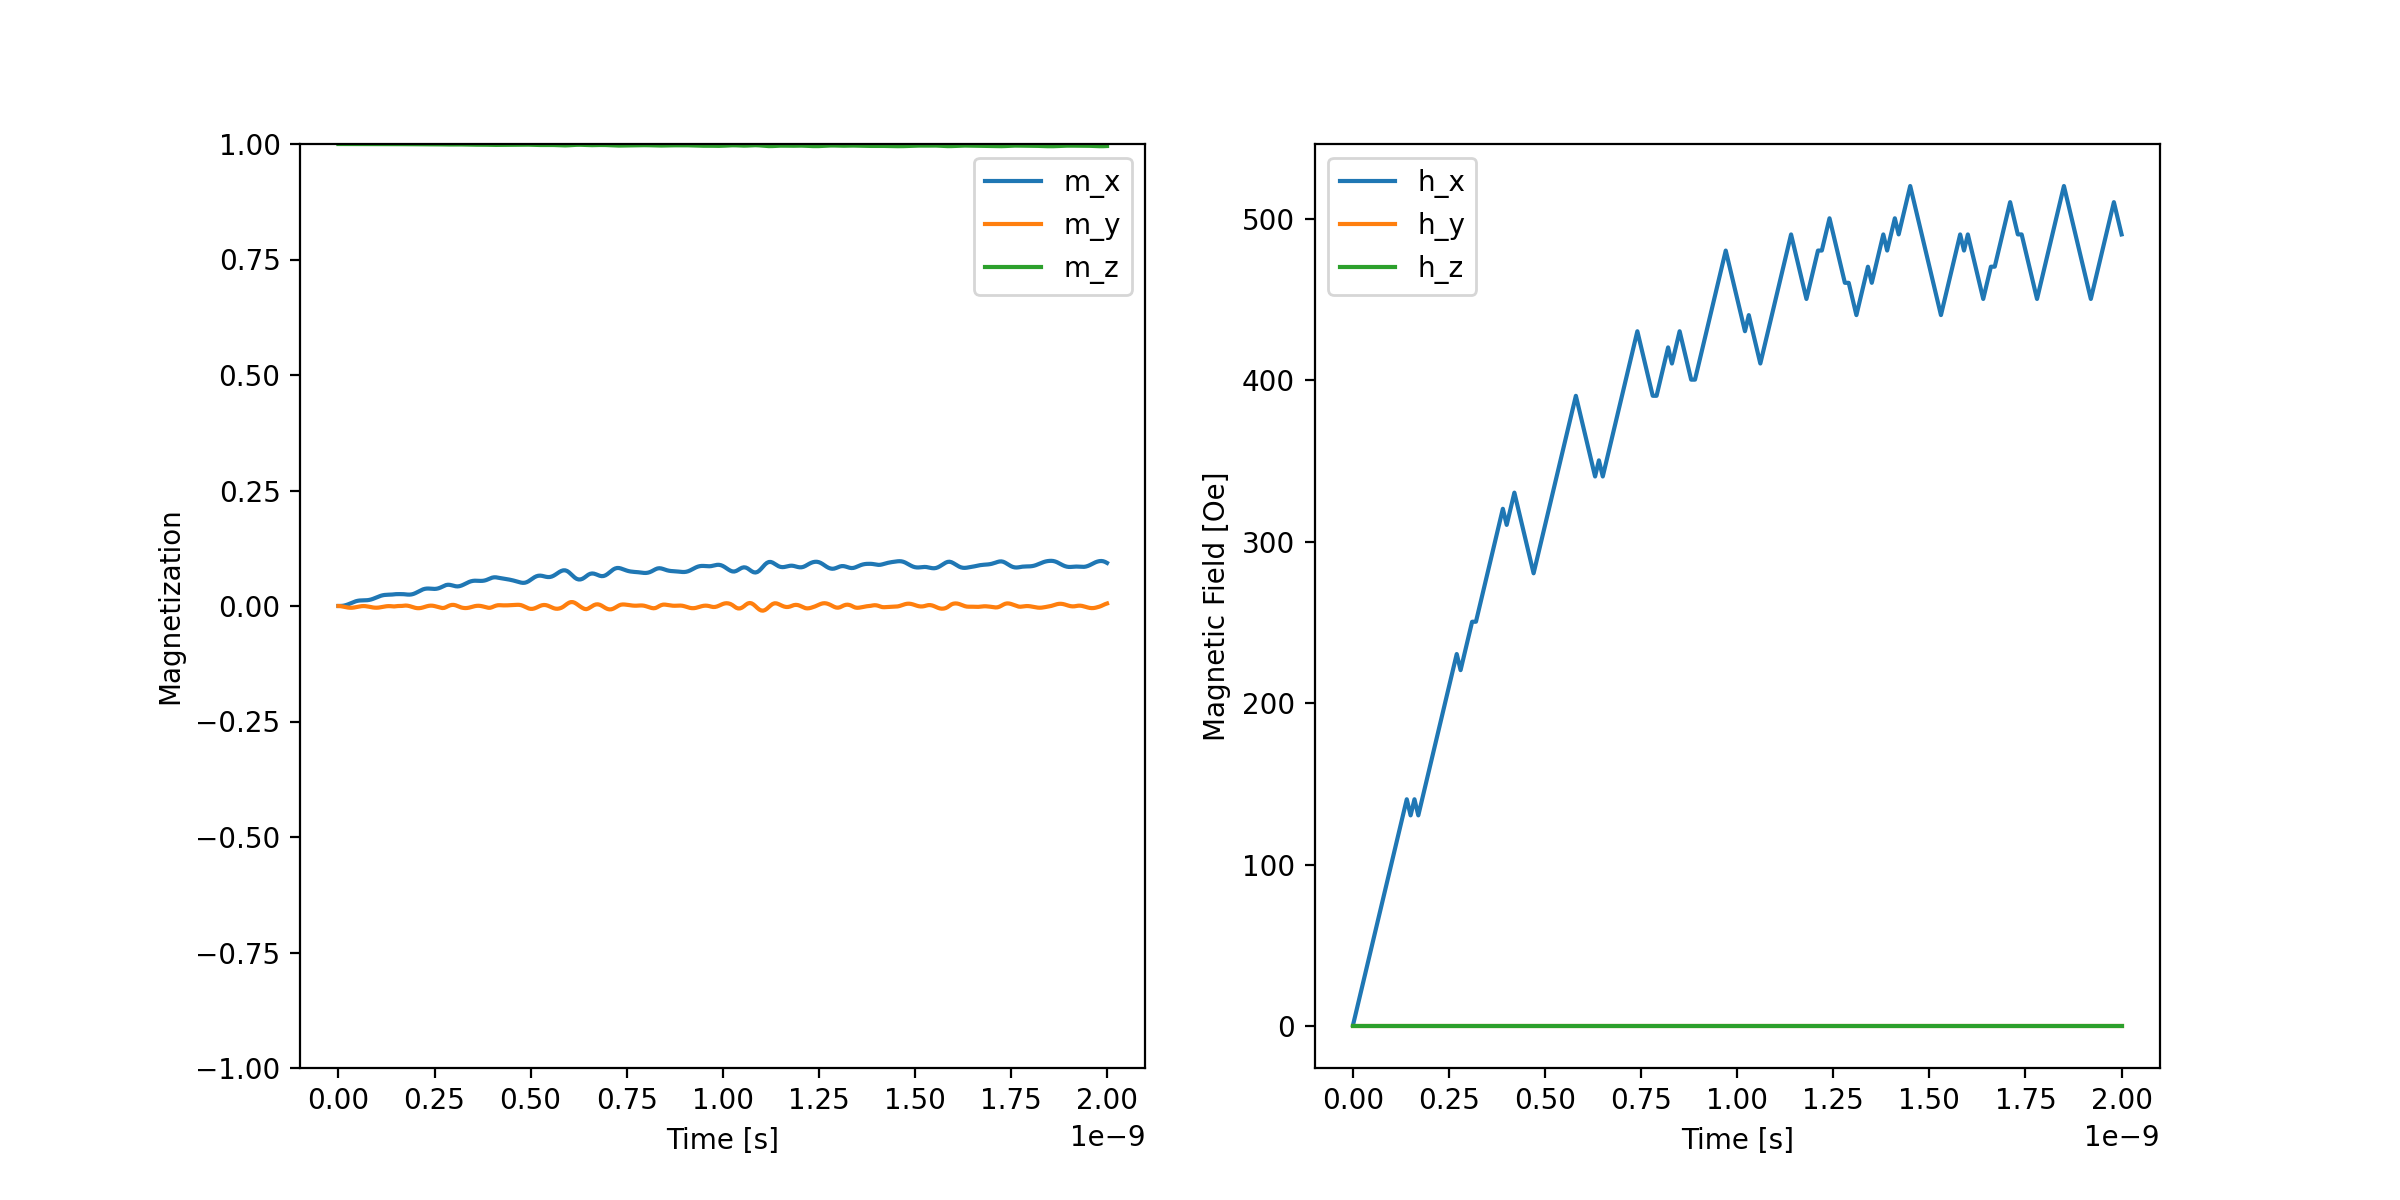 Magnetization
1.00
0.75
0.50
0.25
0.00
−0.25
−0.50
−0.75
−1.00
m_x
m_y
m_z
0.00 0.25 0.50 0.75 1.00 1.25 1.50 1.75 2.00
Time [s]
1e−9
Magnetic Field [Oe]
500
400
300
200
100
0
h_x
h_y
h_z
0.00 0.25 0.50 0.75 1.00 1.25 1.50 1.75 2.00
Time [s]
1e−9